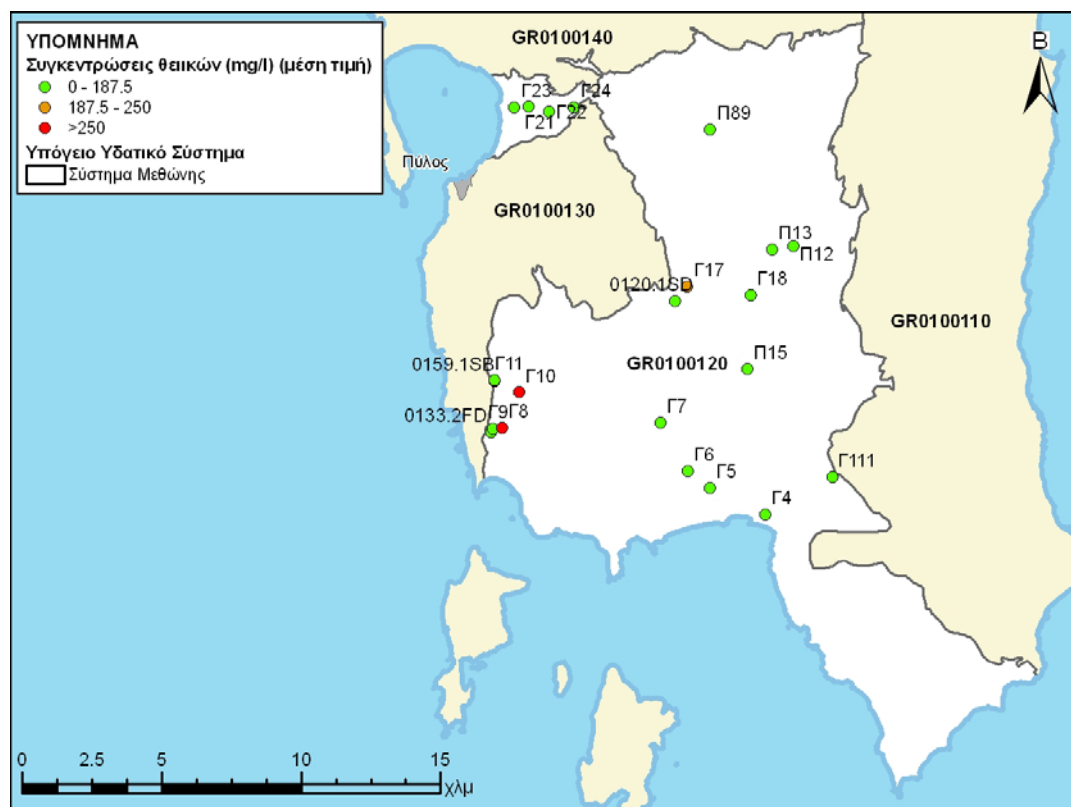 ΥΠΟΜΝΗΜΑ
Συγκεντρώσεις θειικών (mg/l) (μέση τιμή)
0 - 187.5
187.5 - 250
>250
Υπόγειο Υδατικό Σύστημα
Σύστημα Μεθώνης
GR0100140
Β
Γ23
Γ24
Γ21
Γ22
Π89
Πύλος
GR0100130
Π13
Π12
Γ17
0120.1SD
Γ18
GR0100110
0159.1SB
Γ11
Γ10
GR0100120
Π15
0133.2FD
Γ9
Γ8
Γ7
Γ6
Γ5
Γ111
Γ4
0 2.5 5 10 15
χλμ